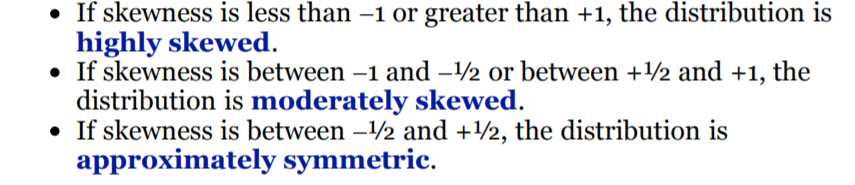 • If skewness is less than −1 or greater than +1, the distribution is
highly skewed.
• If skewness is between −1 and −½ or between +½ and +1, the
distribution is moderately skewed.
• If skewness is between −½ and +½, the distribution is
approximately symmetric.